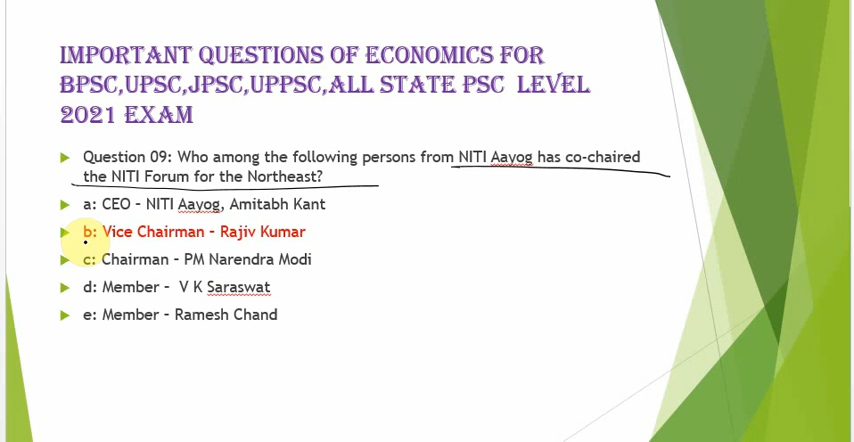 IMPORTANT QUESTIONS OF ECONOMICS FOR
BPSC,UPSC,JPSC,UPPSC,ALL STATE PSC LEVEL
2021 EXAM
Question 09: Who among the following persons from NITI Aayog has co-chaired
the NITI Forum for the Northeast?
a: CEO – NITI Aayog, Amitabh Kant
b: Vice Chairman – Rajiv Kumar
c: Chairman – PM Narendra Modi
d: Member – V K Saraswat
e: Member – Ramesh Chand